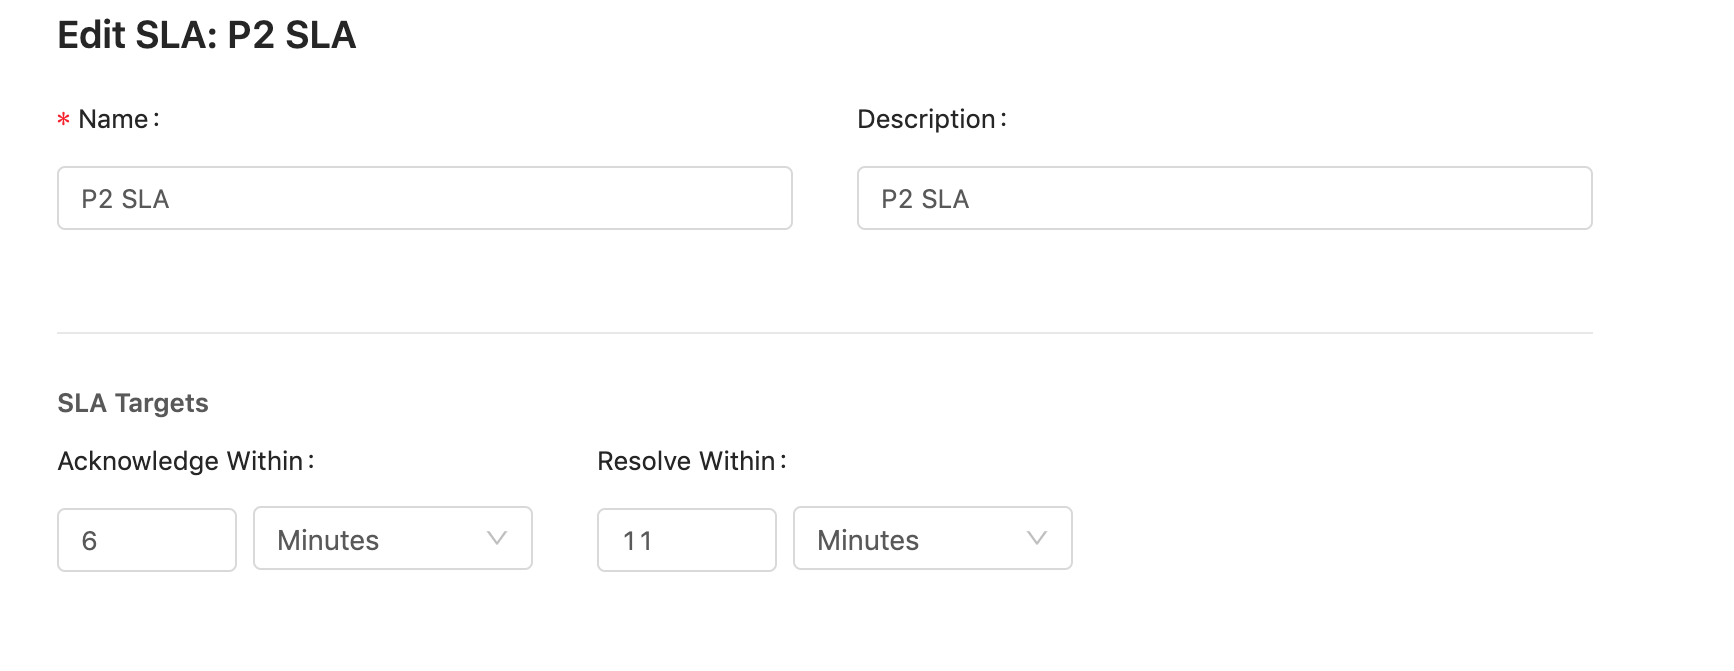 Edit SLA: P2 SLA
* Name: Description:
P2 SLA P2 SLA
SLA Targets
Acknowledge Within: Resolve Within:
6 Minutes 11 Minutes